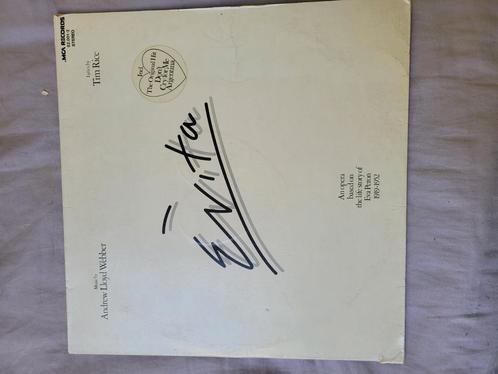 MCA RECORDS
STEREO
Music by
Andrew Lloyd Webber
Lyrics by
Tim Rice
Incl.
The Original Hit
Don't
Cry for Me
Argentina
Evita
An opera
based on
the life story of
Eva Peron
1919-1952